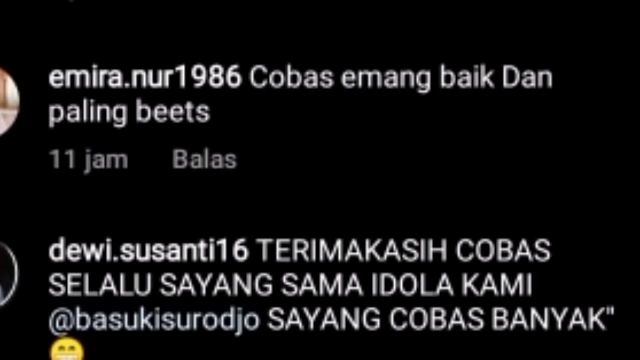 emira.nur1986 Cobas emang baik Dan
paling beets
11 jam Balas
dewi.susanti16 TERIMAKASIH COBAS
SELALU SAYANG SAMA IDOLA KAMI
@basukisurodjo SAYANG COBAS BANYAK"
😁